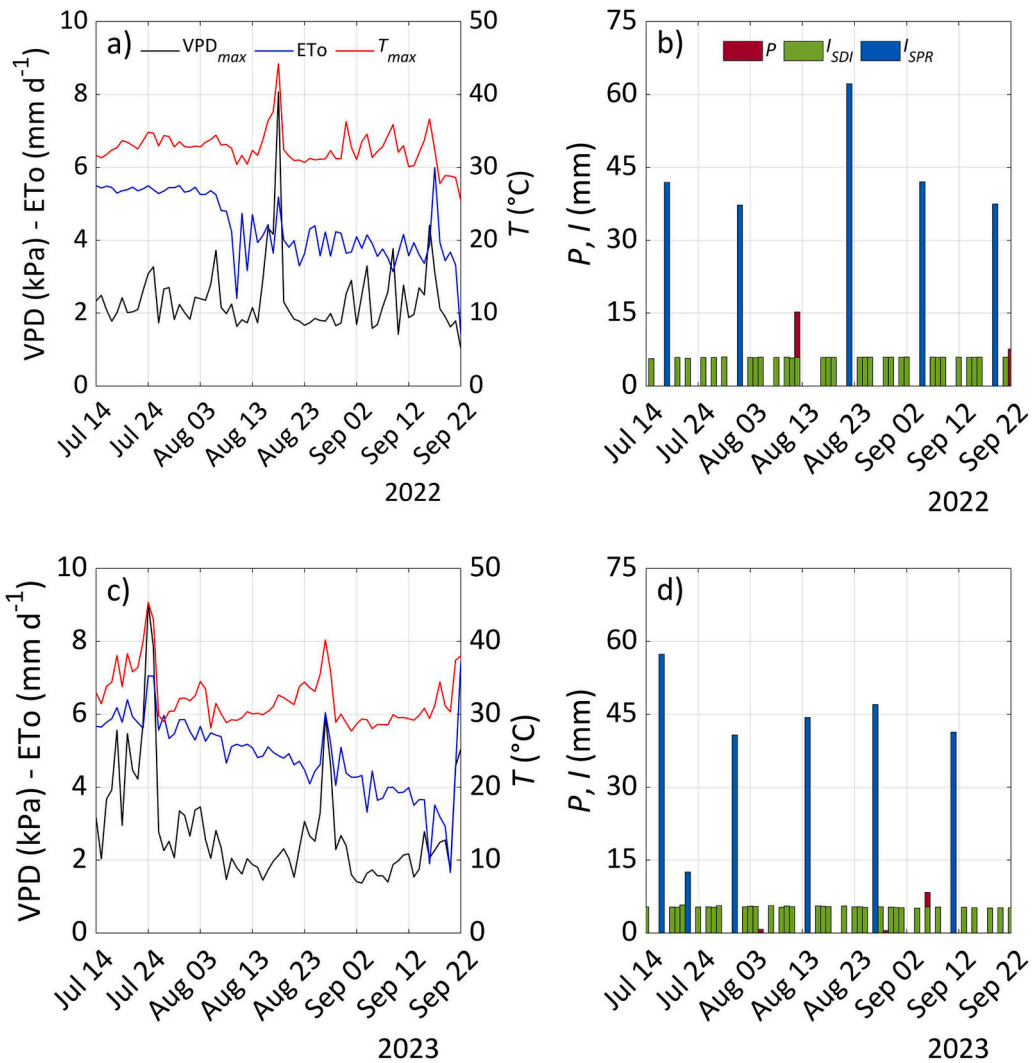 a) VPD_max ETo T_max
VPD (kPa) - ETo (mm d⁻¹)
10
8
6
4
2
0
50
40
30
20
10
0
T (°C)
Jul 14 Jul 24 Aug 03 Aug 13 Aug 23 Sep 02 Sep 12 Sep 22
2022
b) P I_SDI I_SPR
P, I (mm)
75
60
45
30
15
0
Jul 14 Jul 24 Aug 03 Aug 13 Aug 23 Sep 02 Sep 12 Sep 22
2022
c)
VPD (kPa) - ETo (mm d⁻¹)
10
8
6
4
2
0
50
40
30
20
10
0
T (°C)
Jul 14 Jul 24 Aug 03 Aug 13 Aug 23 Sep 02 Sep 12 Sep 22
2023
d)
P, I (mm)
75
60
45
30
15
0
Jul 14 Jul 24 Aug 03 Aug 13 Aug 23 Sep 02 Sep 12 Sep 22
2023